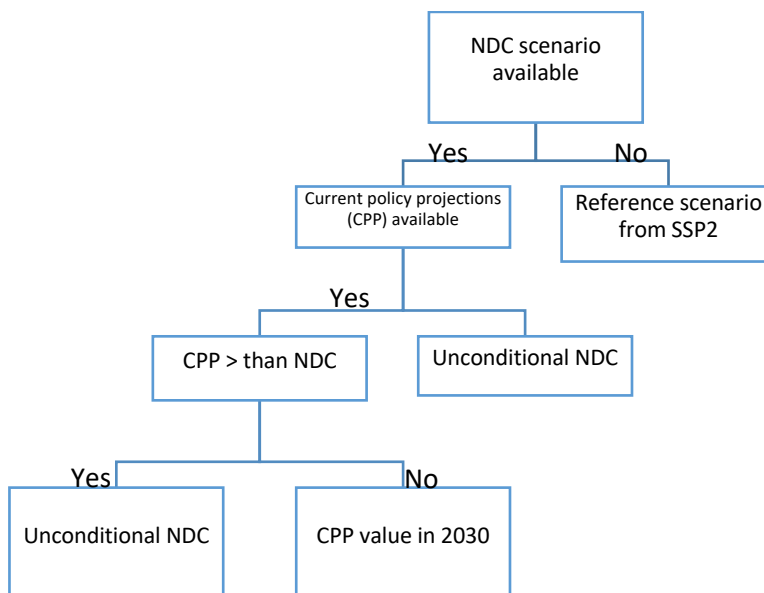 NDC scenario
available
Yes
No
Current policy projections
(CPP) available
Reference scenario
from SSP2
Yes
CPP > than NDC
Unconditional NDC
Yes
No
Unconditional NDC
CPP value in 2030